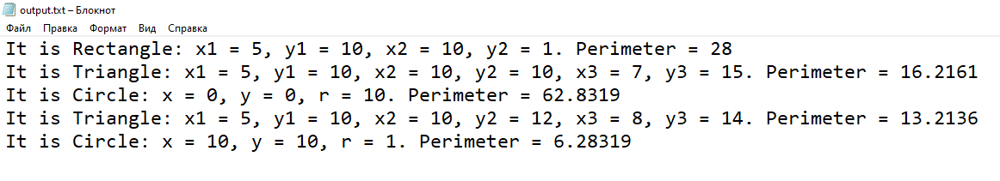 output.txt – Блокнот
Файл Правка Формат Вид Справка
It is Rectangle: x1 = 5, y1 = 10, x2 = 10, y2 = 1. Perimeter = 28
It is Triangle: x1 = 5, y1 = 10, x2 = 10, y2 = 10, x3 = 7, y3 = 15. Perimeter = 16.2161
It is Circle: x = 0, y = 0, r = 10. Perimeter = 62.8319
It is Triangle: x1 = 5, y1 = 10, x2 = 10, y2 = 12, x3 = 8, y3 = 14. Perimeter = 13.2136
It is Circle: x = 10, y = 10, r = 1. Perimeter = 6.28319